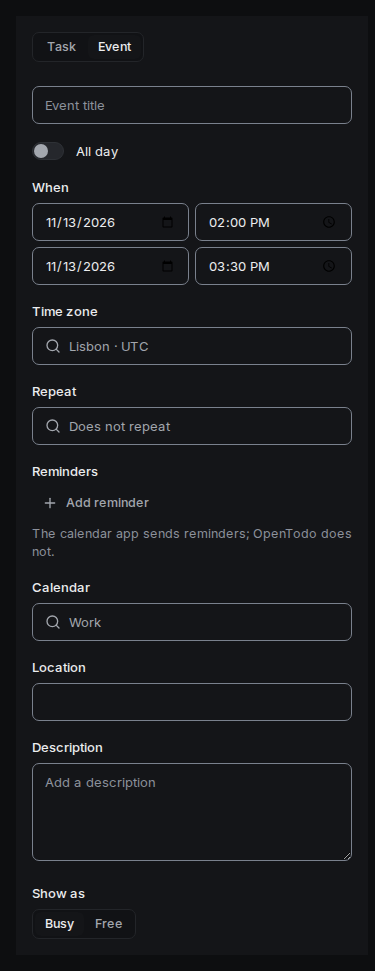 Task Event
Event title
All day
When
11/13/2026 02:00 PM
11/13/2026 03:30 PM
Time zone
Lisbon · UTC
Repeat
Does not repeat
Reminders
Add reminder
The calendar app sends reminders; OpenTodo does
not.
Calendar
Work
Location
Description
Add a description
Show as
Busy Free